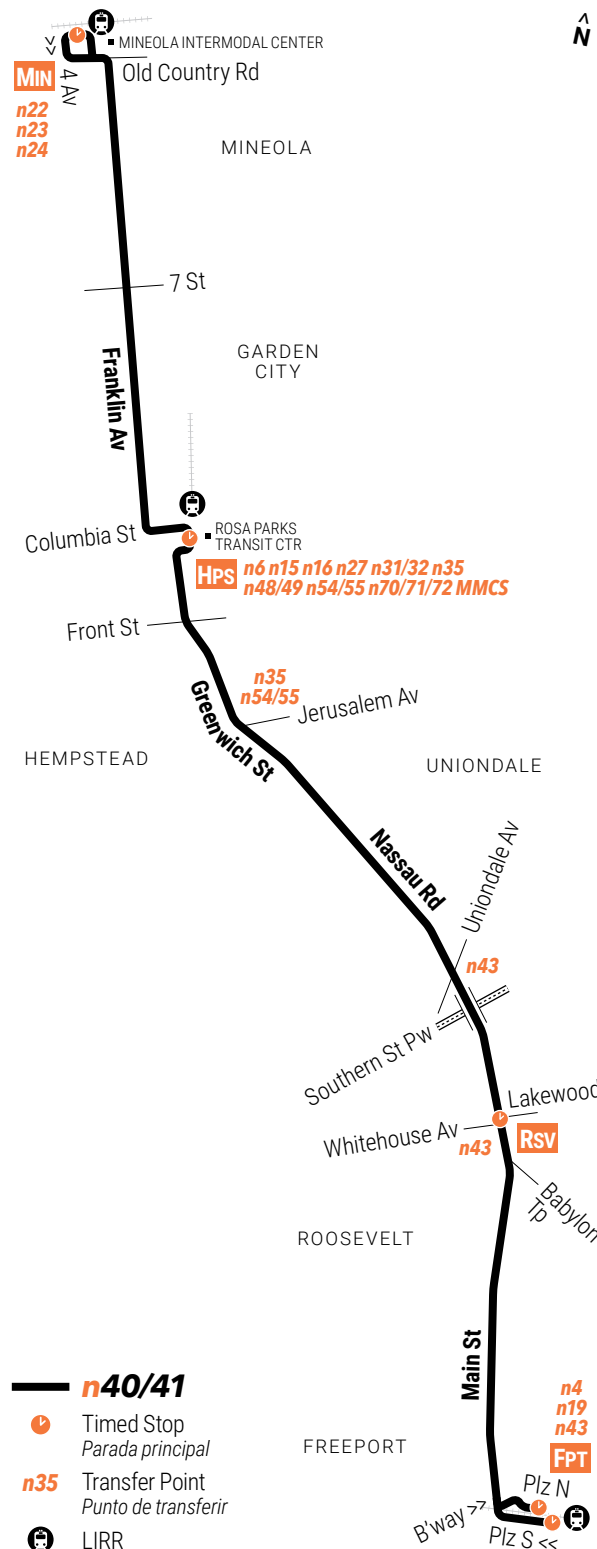 N
MINEOLA INTERMODAL CENTER
Old Country Rd
MIN
4 Av
n22
n23
n24
MINEOLA
7 St
GARDEN
CITY
Franklin Av
Columbia St
ROSA PARKS
TRANSIT CTR
HPS
n6 n15 n16 n27 n31/32 n35
n48/49 n54/55 n70/71/72 MMCS
Front St
n35
n54/55
Jerusalem Av
Greenwich St
HEMPSTEAD
UNIONDALE
Nassau Rd
Uniondale Av
n43
Southern St Pw
Lakewood
Whitehouse Av
n43
RSV
Babylon
Tp
ROOSEVELT
Main St
n40/41
Timed Stop
Parada principal
n35
Transfer Point
Punto de transferir
LIRR
FREEPORT
n4
n19
n43
FPT
Plz N
B'way >>
Plz S <<